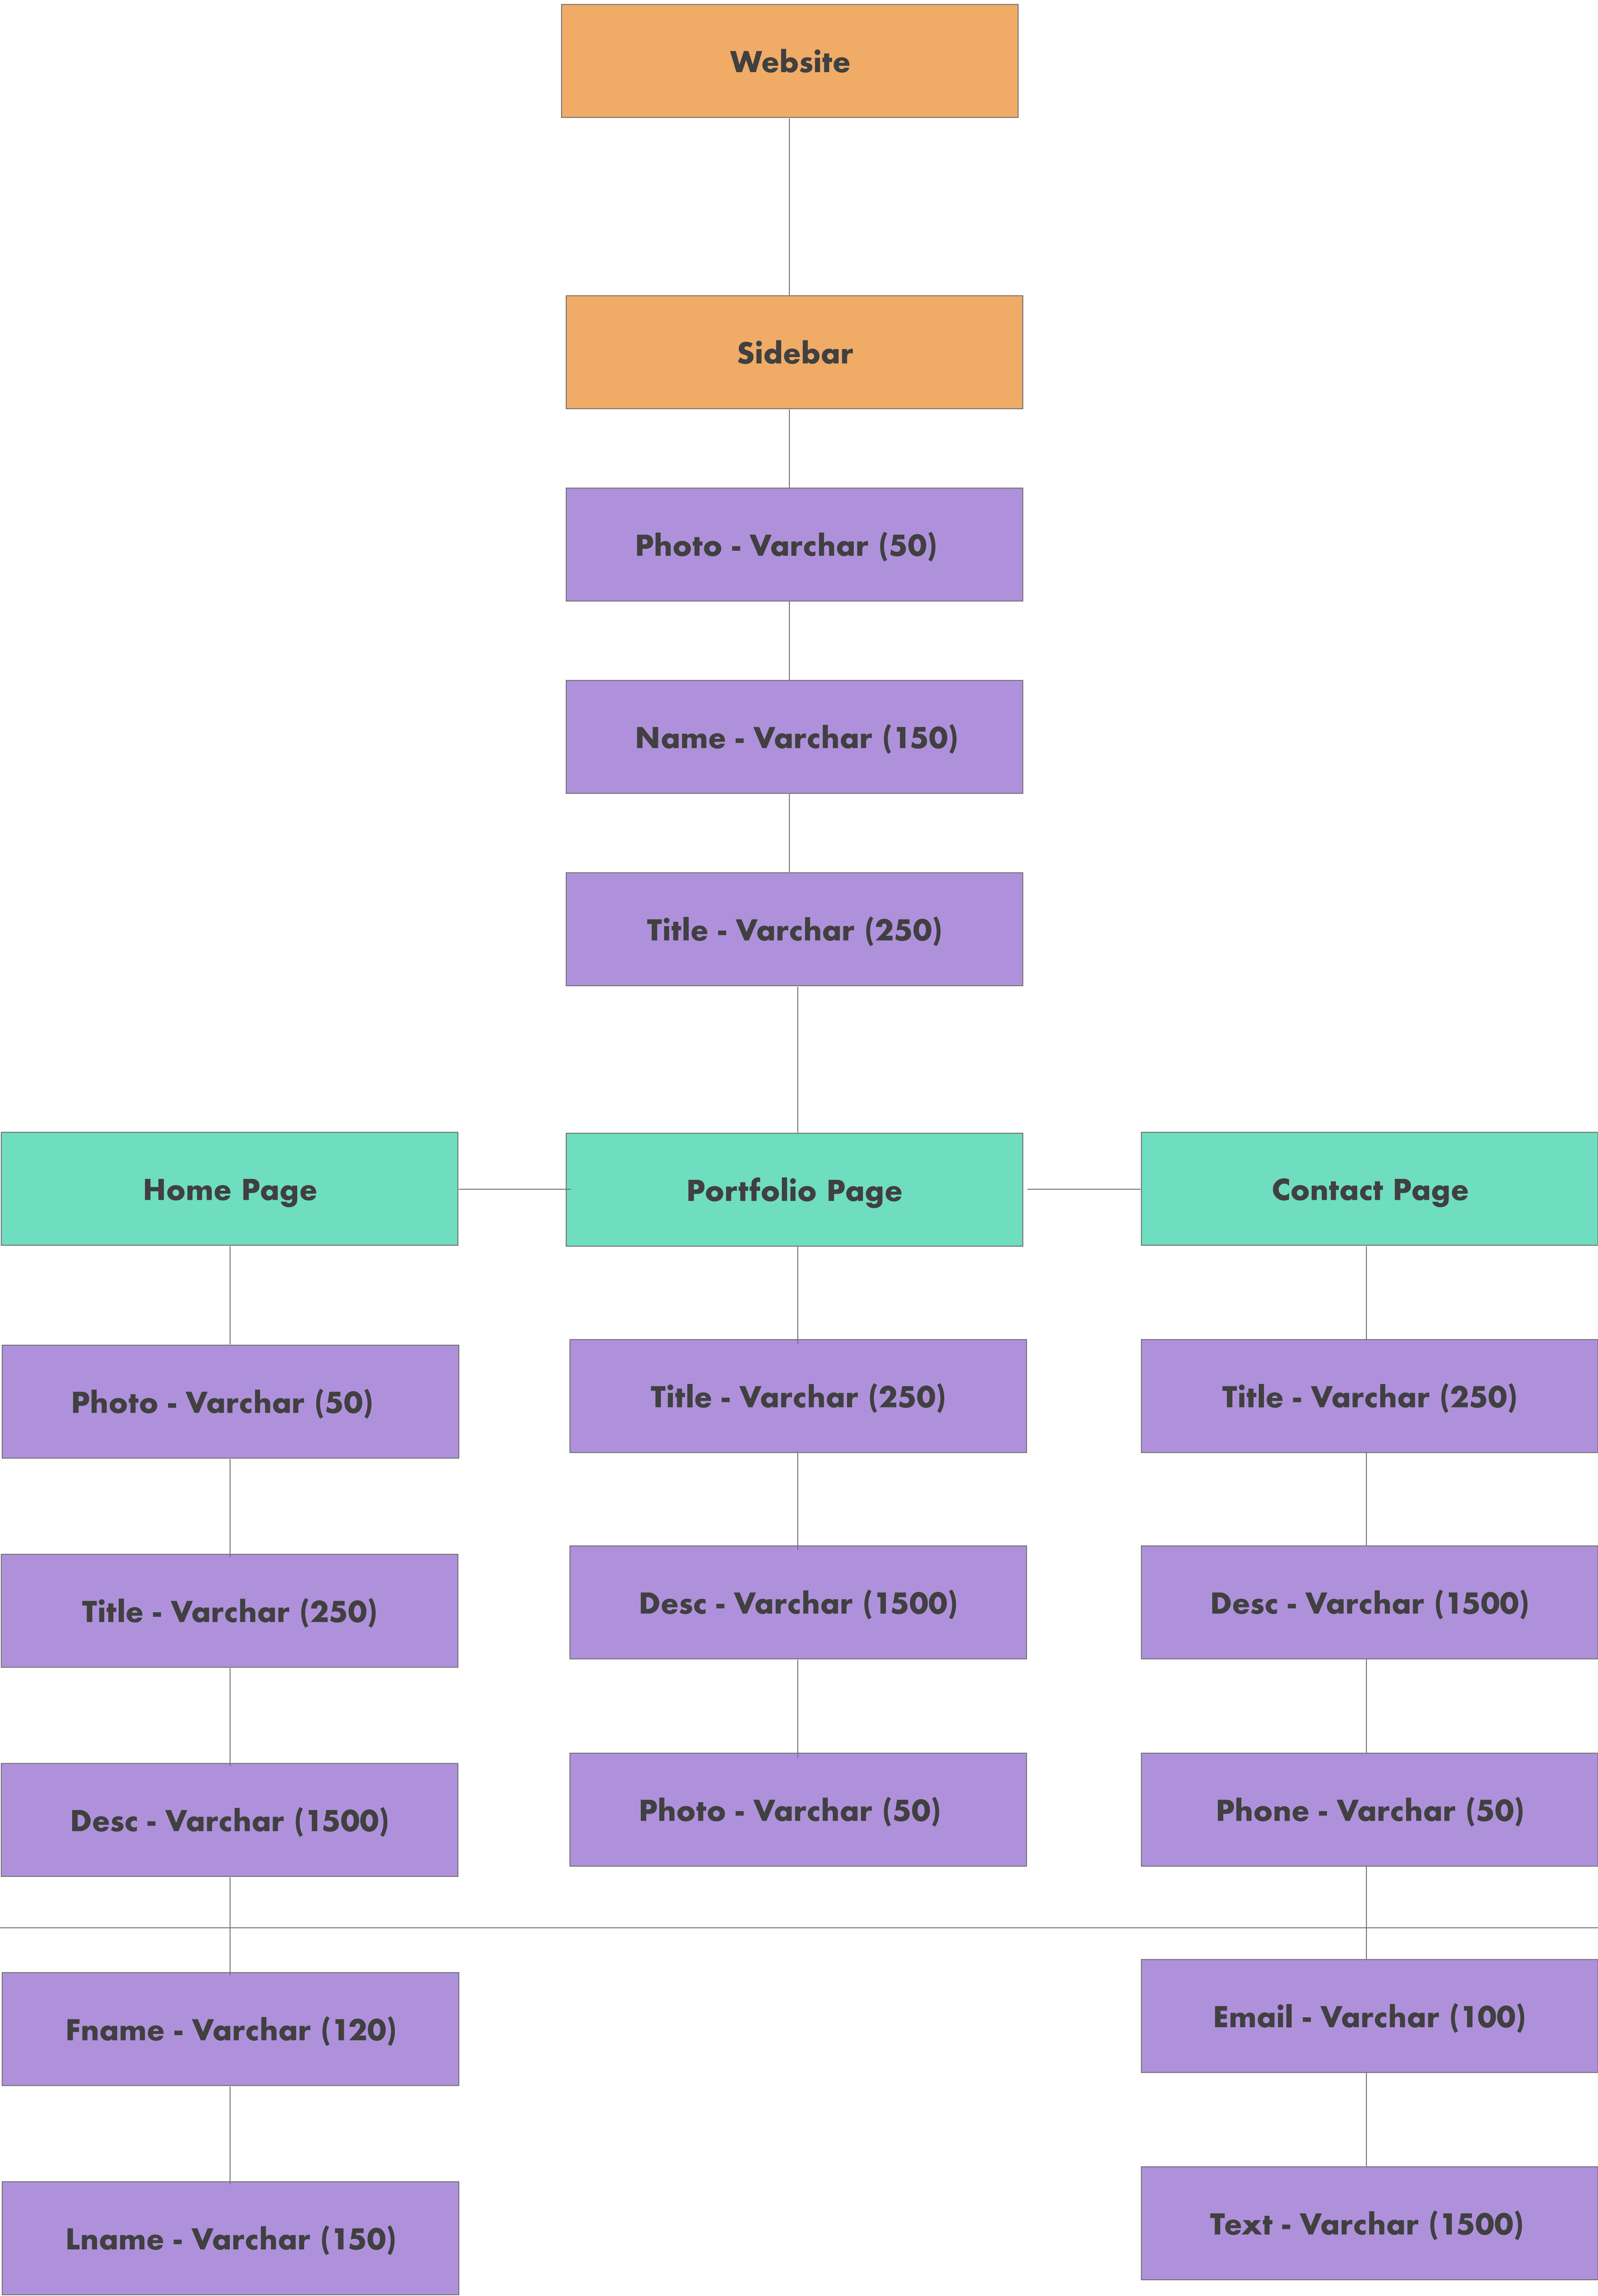 Website
Sidebar
Photo - Varchar (50)
Name - Varchar (150)
Title - Varchar (250)
Home Page
Portfolio Page
Contact Page
Photo - Varchar (50)
Title - Varchar (250)
Title - Varchar (250)
Title - Varchar (250)
Desc - Varchar (1500)
Desc - Varchar (1500)
Desc - Varchar (1500)
Photo - Varchar (50)
Phone - Varchar (50)
Fname - Varchar (120)
Email - Varchar (100)
Lname - Varchar (150)
Text - Varchar (1500)